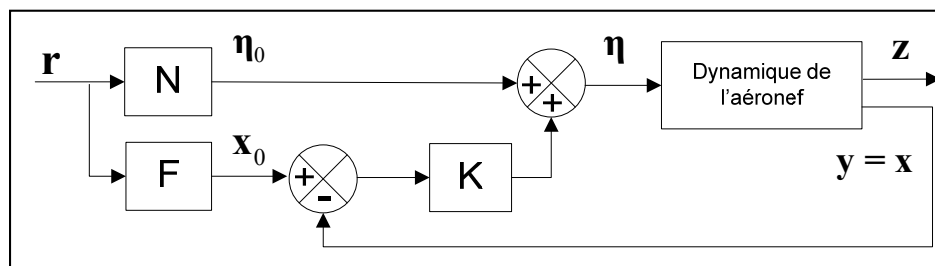 r
N
η₀
+
+
η
Dynamique de
l'aéronef
z
F
x₀
+
-
K
y = x